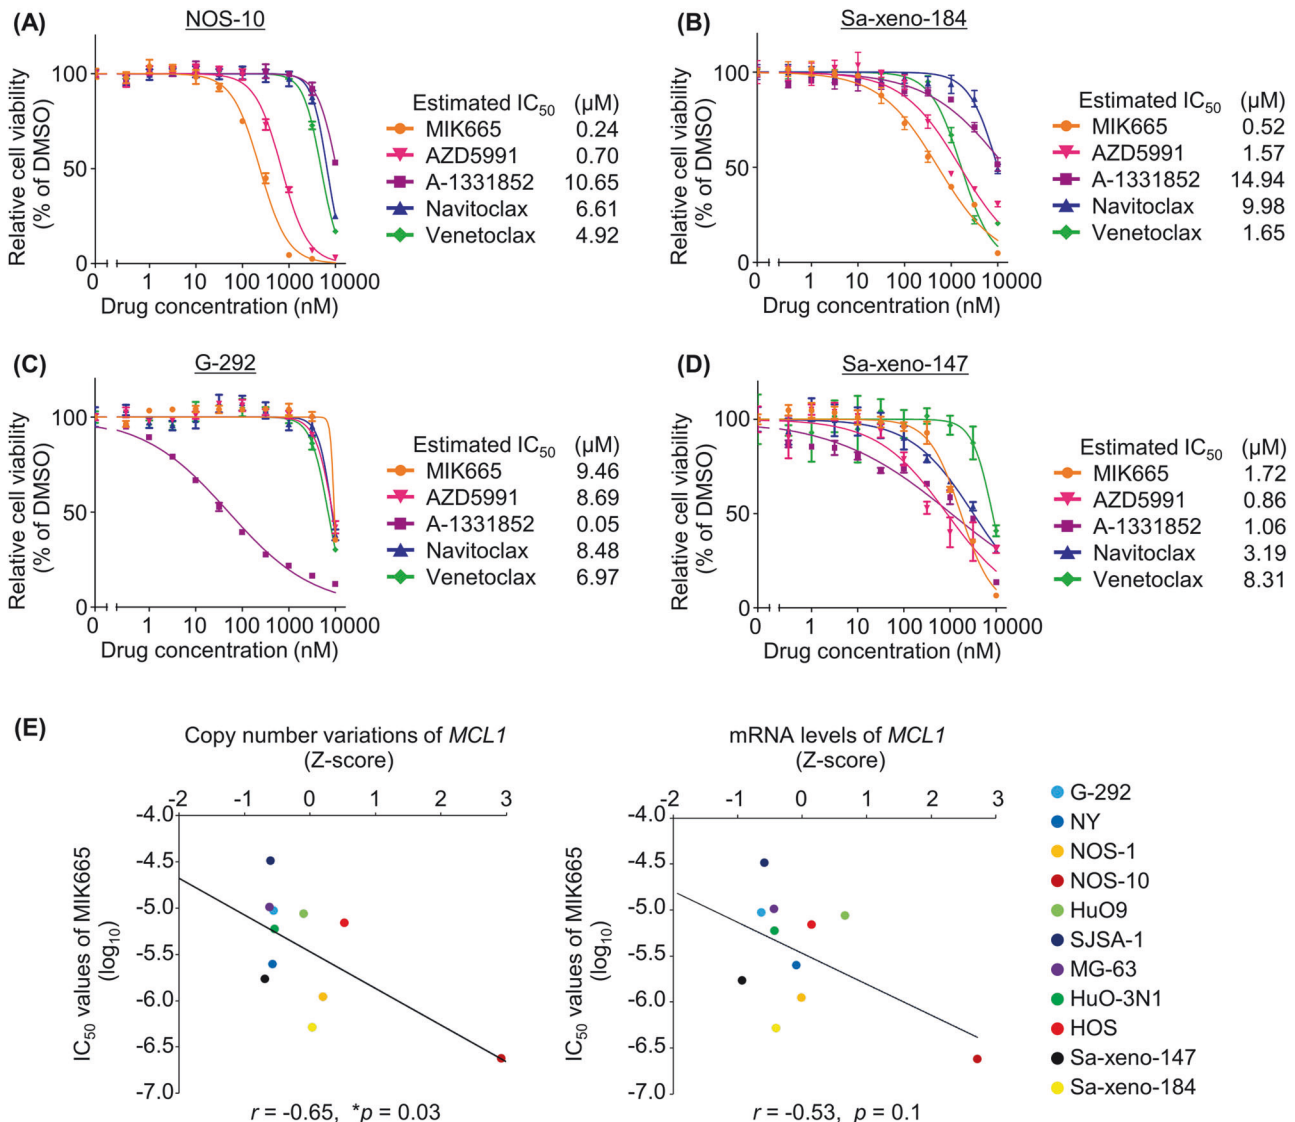 (A)
NOS-10
Relative cell viability
(% of DMSO)
100
50
0
0 1 10 100 1000 10000
Drug concentration (nM)
Estimated IC50 (µM)
MIK665 0.24
AZD5991 0.70
A-1331852 10.65
Navitoclax 6.61
Venetoclax 4.92
(B)
Sa-xeno-184
Relative cell viability
(% of DMSO)
100
50
0
0 1 10 100 1000 10000
Drug concentration (nM)
Estimated IC50 (µM)
MIK665 0.52
AZD5991 1.57
A-1331852 14.94
Navitoclax 9.98
Venetoclax 1.65
(C)
G-292
Relative cell viability
(% of DMSO)
100
50
0
0 1 10 100 1000 10000
Drug concentration (nM)
Estimated IC50 (µM)
MIK665 9.46
AZD5991 8.69
A-1331852 0.05
Navitoclax 8.48
Venetoclax 6.97
(D)
Sa-xeno-147
Relative cell viability
(% of DMSO)
100
50
0
0 1 10 100 1000 10000
Drug concentration (nM)
Estimated IC50 (µM)
MIK665 1.72
AZD5991 0.86
A-1331852 1.06
Navitoclax 3.19
Venetoclax 8.31
(E)
Copy number variations of MCL1
(Z-score)
-2 -1 0 1 2 3
IC50 values of MIK665
(log10)
-4.0
-4.5
-5.0
-5.5
-6.0
-6.5
-7.0
r = -0.65, *p = 0.03
mRNA levels of MCL1
(Z-score)
-2 -1 0 1 2 3
IC50 values of MIK665
(log10)
-4.0
-4.5
-5.0
-5.5
-6.0
-6.5
-7.0
r = -0.53, p = 0.1
G-292
NY
NOS-1
NOS-10
HuO9
SJSA-1
MG-63
HuO-3N1
HOS
Sa-xeno-147
Sa-xeno-184